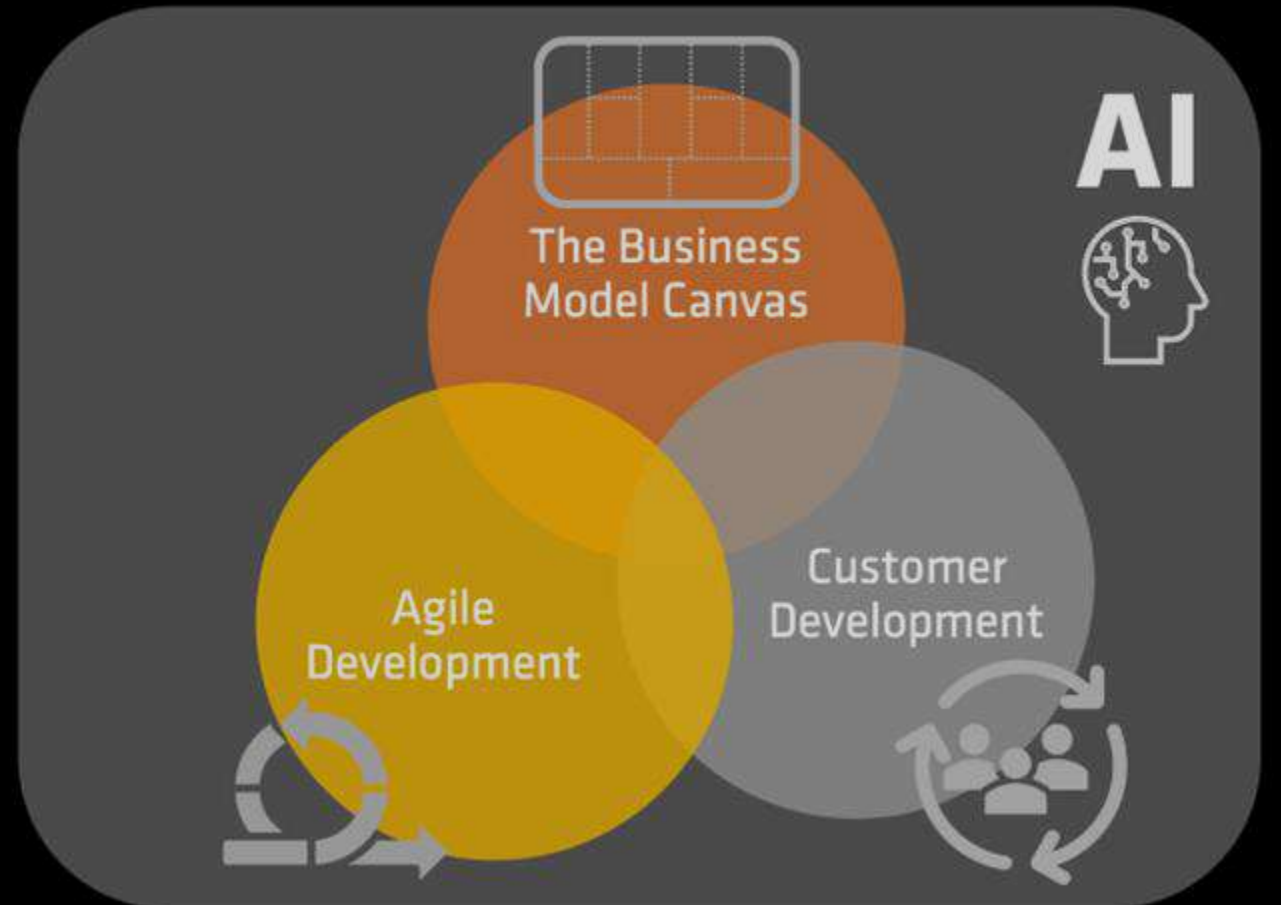 AI
The Business
Model Canvas
Customer
Development
Agile
Development